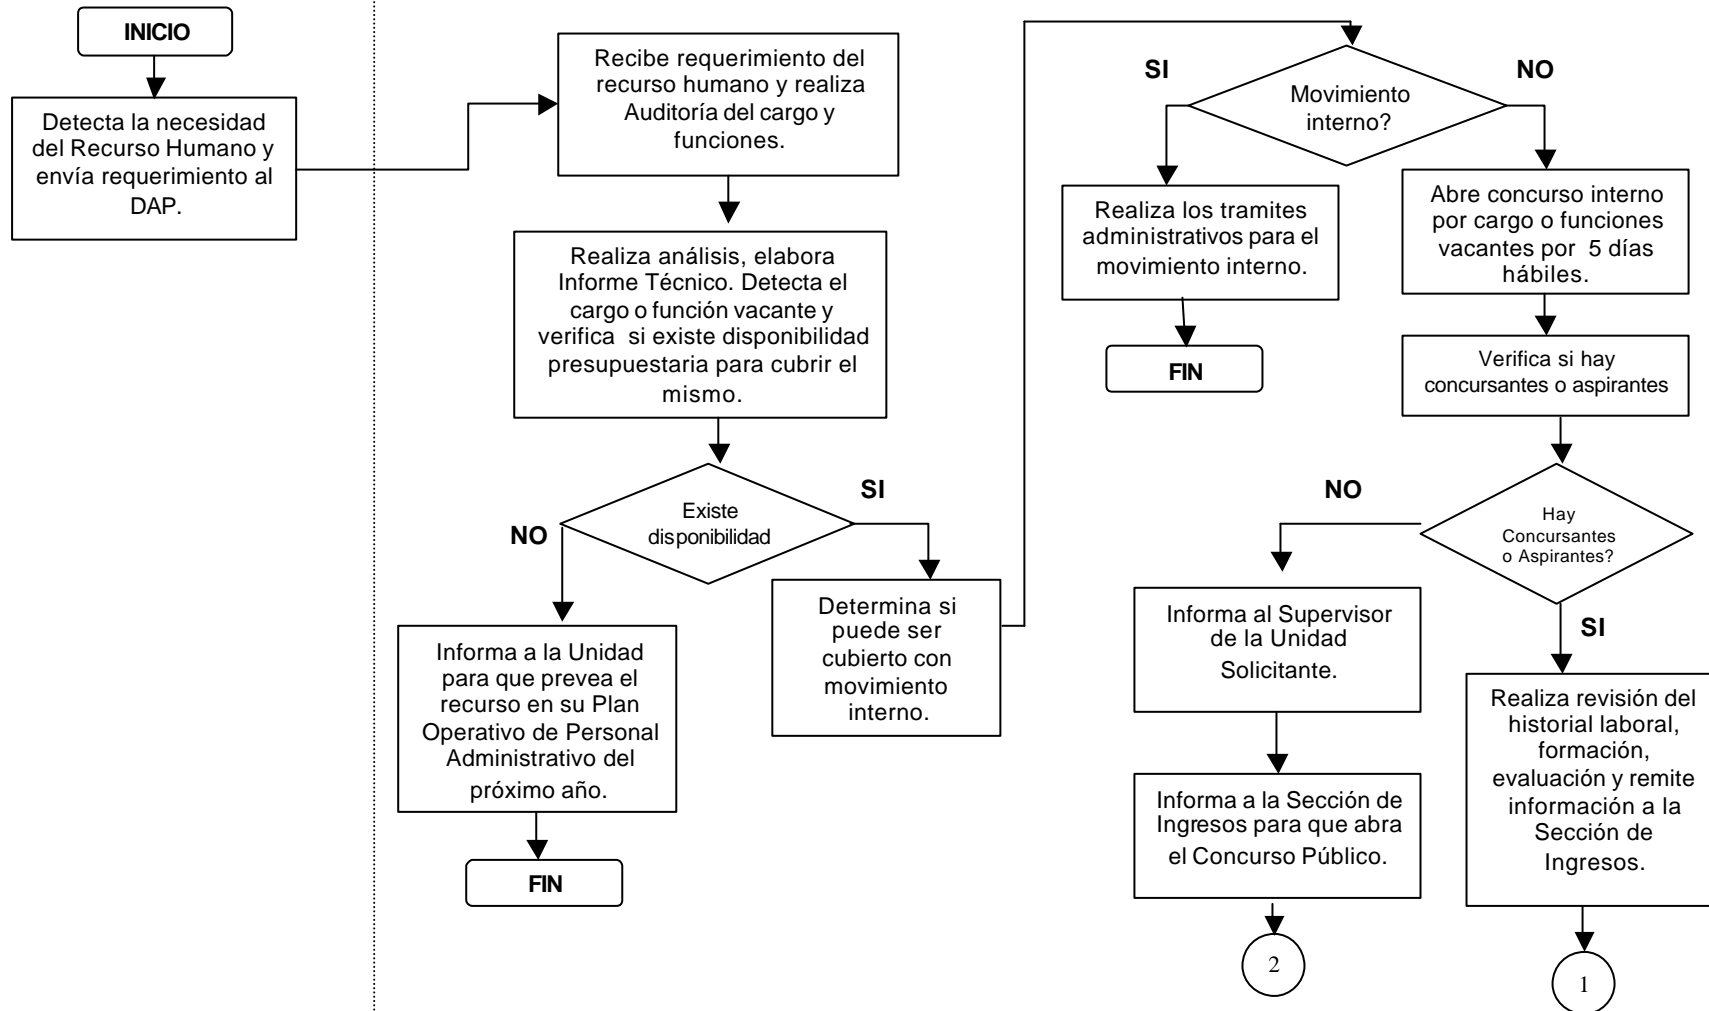 INICIO
Detecta la necesidad
del Recurso Humano y
envía requerimiento al
DAP.
Recibe requerimiento del
recurso humano y realiza
Auditoría del cargo y
funciones.
Realiza análisis, elabora
Informe Técnico. Detecta el
cargo o función vacante y
verifica si existe disponibilidad
presupuestaria para cubrir el
mismo.
Existe
disponibilidad
NO
SI
Informa a la Unidad
para que prevea el
recurso en su Plan
Operativo de Personal
Administrativo del
próximo año.
FIN
Determina si
puede ser
cubierto con
movimiento
interno.
Movimiento
interno?
SI
NO
Realiza los tramites
administrativos para el
movimiento interno.
FIN
Abre concurso interno
por cargo o funciones
vacantes por 5 días
hábiles.
Verifica si hay
concursantes o aspirantes
Hay
Concursantes
o Aspirantes?
NO
SI
Informa al Supervisor
de la Unidad
Solicitante.
Informa a la Sección de
Ingresos para que abra
el Concurso Público.
2
Realiza revisión del
historial laboral,
formación,
evaluación y remite
información a la
Sección de
Ingresos.
1